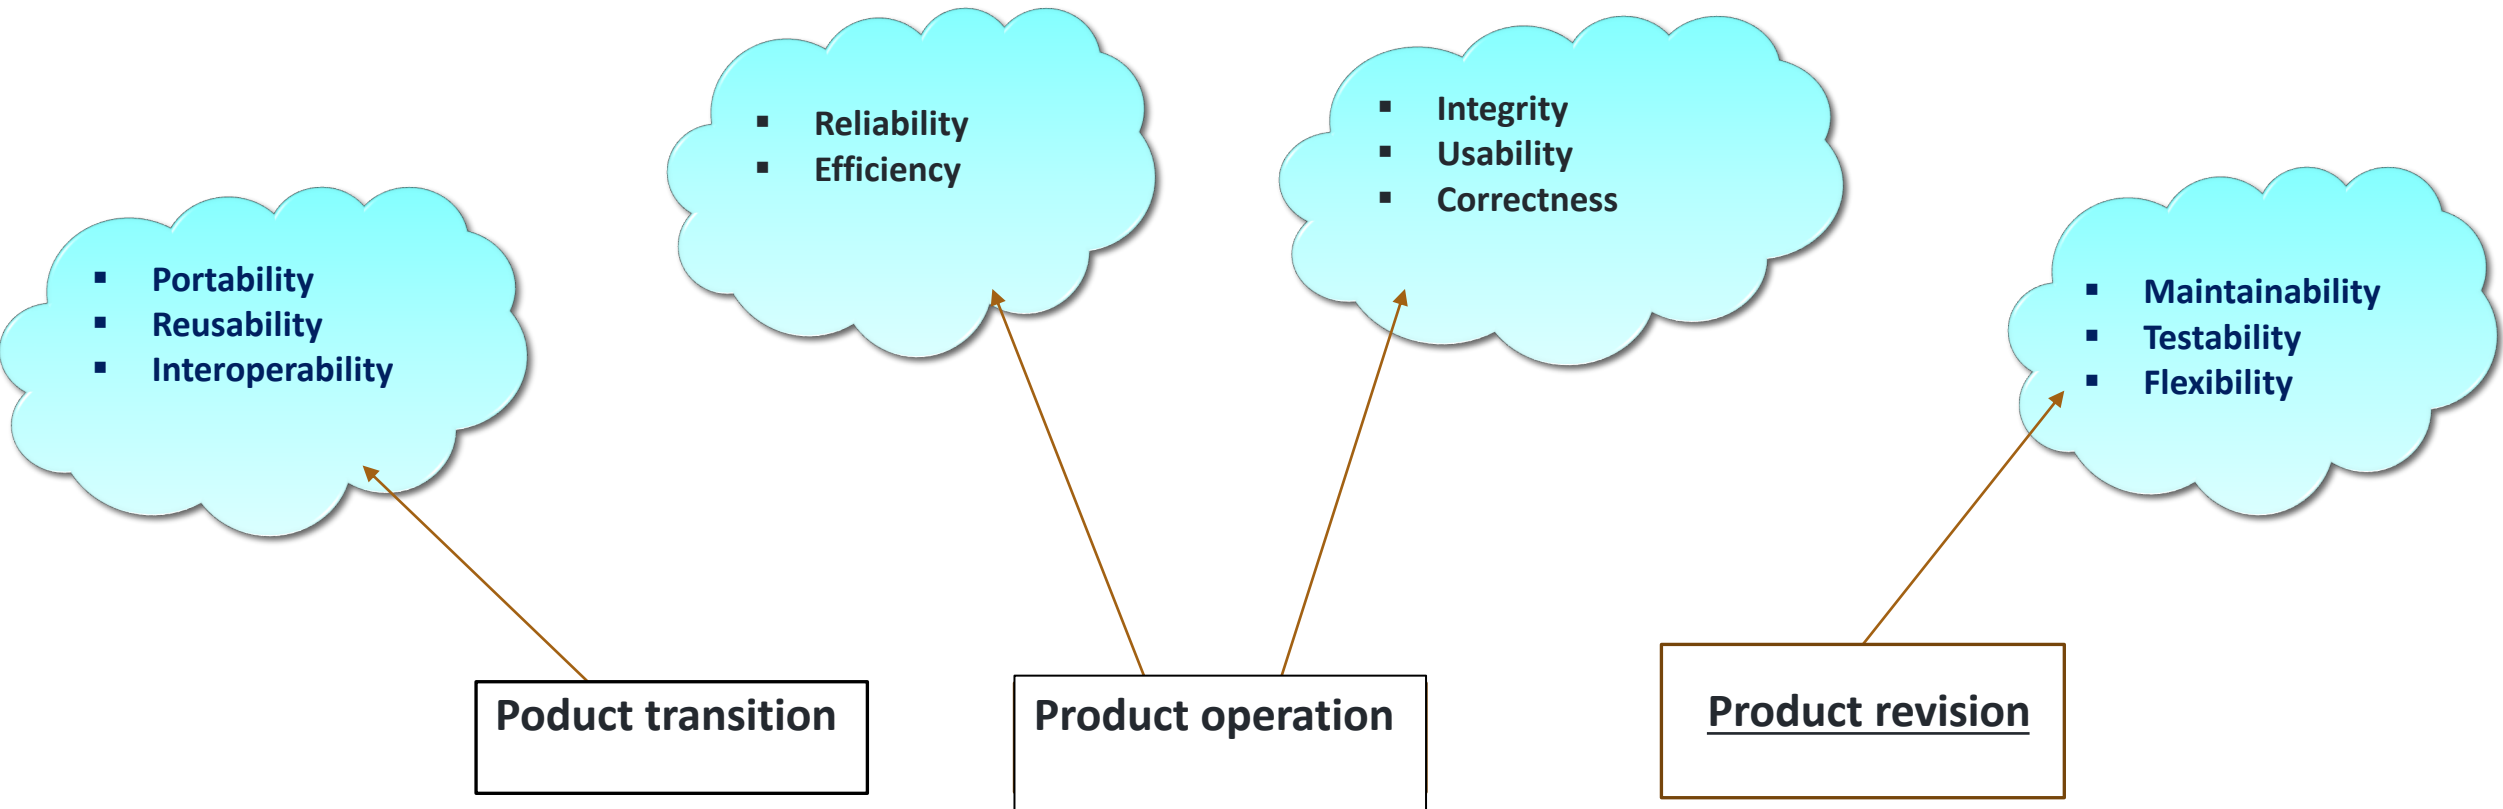 ▪ Reliability
▪ Efficiency
▪ Integrity
▪ Usability
▪ Correctness
▪ Portability
▪ Reusability
▪ Interoperability
▪ Maintainability
▪ Testability
▪ Flexibility
Poduct transition
Product operation
Product revision